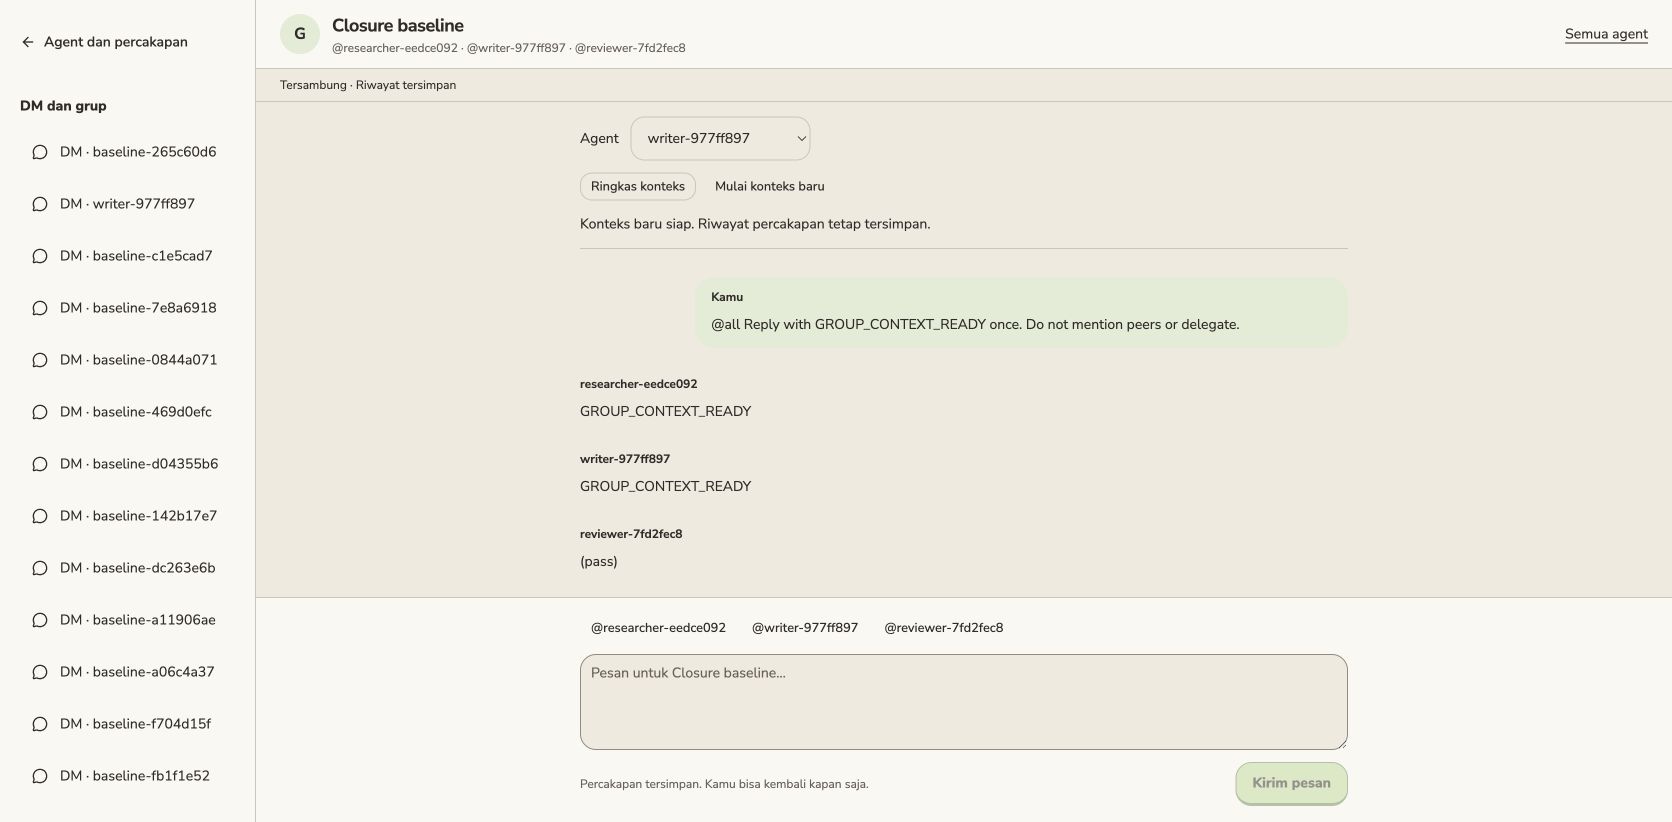 Agent dan percakapan
DM dan grup
DM · baseline-265c60d6
DM · writer-977ff897
DM · baseline-c1e5cad7
DM · baseline-7e8a6918
DM · baseline-0844a071
DM · baseline-469d0efc
DM · baseline-d04355b6
DM · baseline-142b17e7
DM · baseline-dc263e6b
DM · baseline-a11906ae
DM · baseline-a06c4a37
DM · baseline-f704d15f
DM · baseline-fb1f1e52
G
Closure baseline
@researcher-eedce092 · @writer-977ff897 · @reviewer-7fd2fec8
Semua agent
Tersambung · Riwayat tersimpan
Agent writer-977ff897
Ringkas konteks Mulai konteks baru
Konteks baru siap. Riwayat percakapan tetap tersimpan.
Kamu
@all Reply with GROUP_CONTEXT_READY once. Do not mention peers or delegate.
researcher-eedce092
GROUP_CONTEXT_READY
writer-977ff897
GROUP_CONTEXT_READY
reviewer-7fd2fec8
(pass)
@researcher-eedce092 @writer-977ff897 @reviewer-7fd2fec8
Pesan untuk Closure baseline...
Percakapan tersimpan. Kamu bisa kembali kapan saja.
Kirim pesan